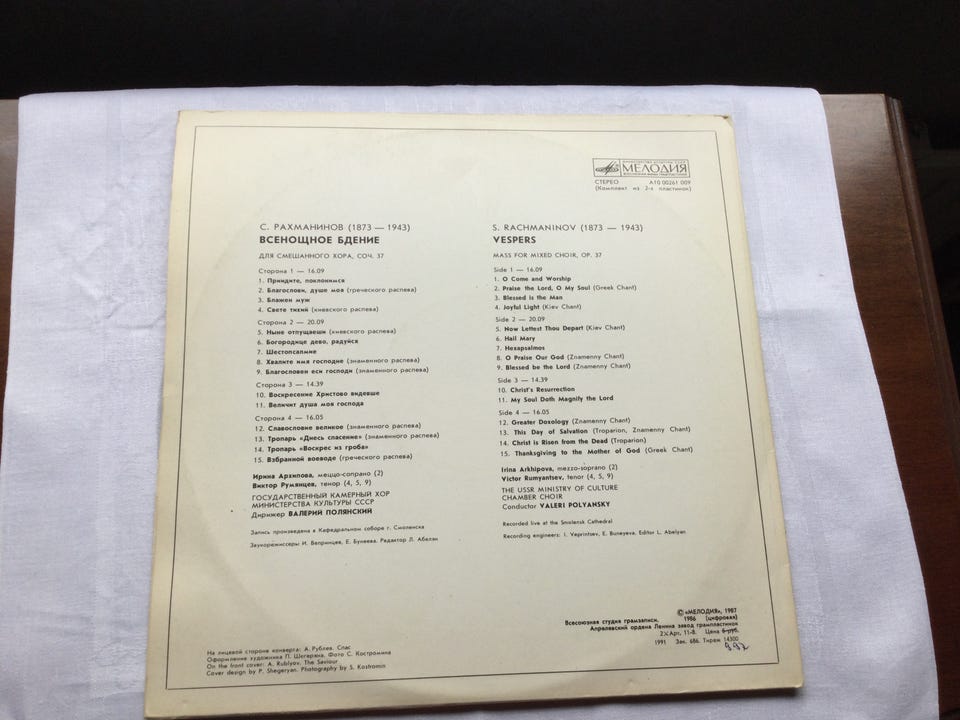 МИНИСТЕРСТВО КУЛЬТУРЫ СССР
МЕЛОДИЯ
СТЕРЕО А10 00261 009
(Комплект из 2-х пластинок)
С. РАХМАНИНОВ (1873 — 1943)
ВСЕНОЩНОЕ БДЕНИЕ
ДЛЯ СМЕШАННОГО ХОРА, СОЧ. 37
Сторона 1 — 16.09
1. Приидите, поклонимся
2. Благослови, душе моя (греческого распева)
3. Блажен муж
4. Свете тихий (киевского распева)
Сторона 2 — 20.09
5. Ныне отпущаеши (киевского распева)
6. Богородице дево, радуйся
7. Шестопсалмие
8. Хвалите имя господне (знаменного распева)
9. Благословен еси господи (знаменного распева)
Сторона 3 — 14.39
10. Воскресение Христово видевше
11. Величит душа моя господа
Сторона 4 — 16.05
12. Славословие великое (знаменного распева)
13. Тропарь «Днесь спасение» (знаменного распева)
14. Тропарь «Воскрес из гроба»
15. Взбранной воеводе (греческого распева)
Ирина Архипова, меццо-сопрано (2)
Виктор Румянцев, тенор (4, 5, 9)
ГОСУДАРСТВЕННЫЙ КАМЕРНЫЙ ХОР
МИНИСТЕРСТВА КУЛЬТУРЫ СССР
Дирижер ВАЛЕРИЙ ПОЛЯНСКИЙ
Запись произведена в Кафедральном соборе г. Смоленска
Звукорежиссеры И. Вепринцев, Е. Бунеева. Редактор Л. Абелян
S. RACHMANINOV (1873 — 1943)
VESPERS
MASS FOR MIXED CHOIR, OP. 37
Side 1 — 16.09
1. O Come and Worship
2. Praise the Lord, O My Soul (Greek Chant)
3. Blessed is the Man
4. Joyful Light (Kiev Chant)
Side 2 — 20.09
5. Now Lettest Thou Depart (Kiev Chant)
6. Hail Mary
7. Hexapsalmos
8. O Praise Our God (Znamenny Chant)
9. Blessed be the Lord (Znamenny Chant)
Side 3 — 14.39
10. Christ's Resurrection
11. My Soul Doth Magnify the Lord
Side 4 — 16.05
12. Greater Doxology (Znamenny Chant)
13. This Day of Salvation (Troparion, Znamenny Chant)
14. Christ is Risen from the Dead (Troparion)
15. Thanksgiving to the Mother of God (Greek Chant)
Irina Arkhipova, mezzo-soprano (2)
Victor Rumyantsev, tenor (4, 5, 9)
THE USSR MINISTRY OF CULTURE
CHAMBER CHOIR
Conductor VALERI POLYANSKY
Recorded live at the Smolensk Cathedral
Recording engineers: I. Veprintsev, E. Buneyeva. Editor L. Abelyan
© «МЕЛОДИЯ», 1987
1986 (цифровая)
Всесоюзная студия грамзаписи.
Апрелевский ордена Ленина завод грампластинок
Арт. 11-8. Цена
1991 Зак. 686. Тираж 14300
На лицевой стороне конверта: А. Рублев. Спас
Оформление художника П. Шегеряна. Фото С. Костромина
On the front cover: A. Rublyov. The Saviour
Cover design by P. Shegeryan. Photography by S. Kostromin